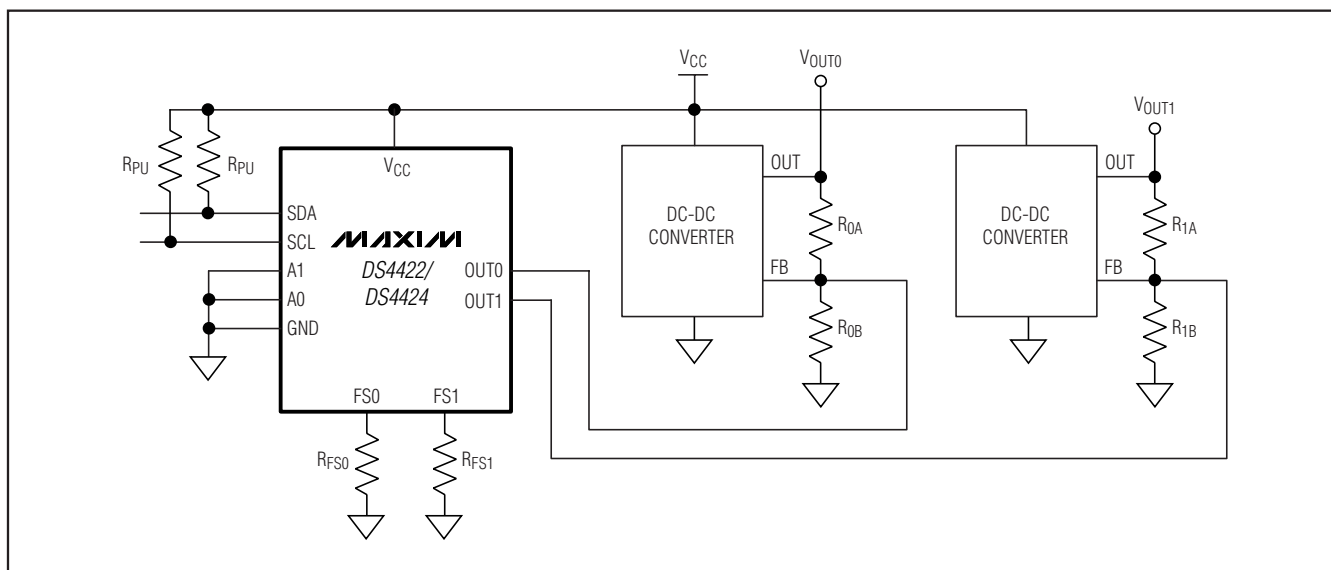 VCC
VOUT0
VOUT1
RPU
RPU
VCC
OUT
OUT
SDA
R0A
R1A
DC-DC
CONVERTER
DC-DC
CONVERTER
SCL
MAXIM
A1
DS4422/
DS4424
OUT0
FB
FB
A0
OUT1
GND
R0B
R1B
FS0
FS1
RFS0
RFS1